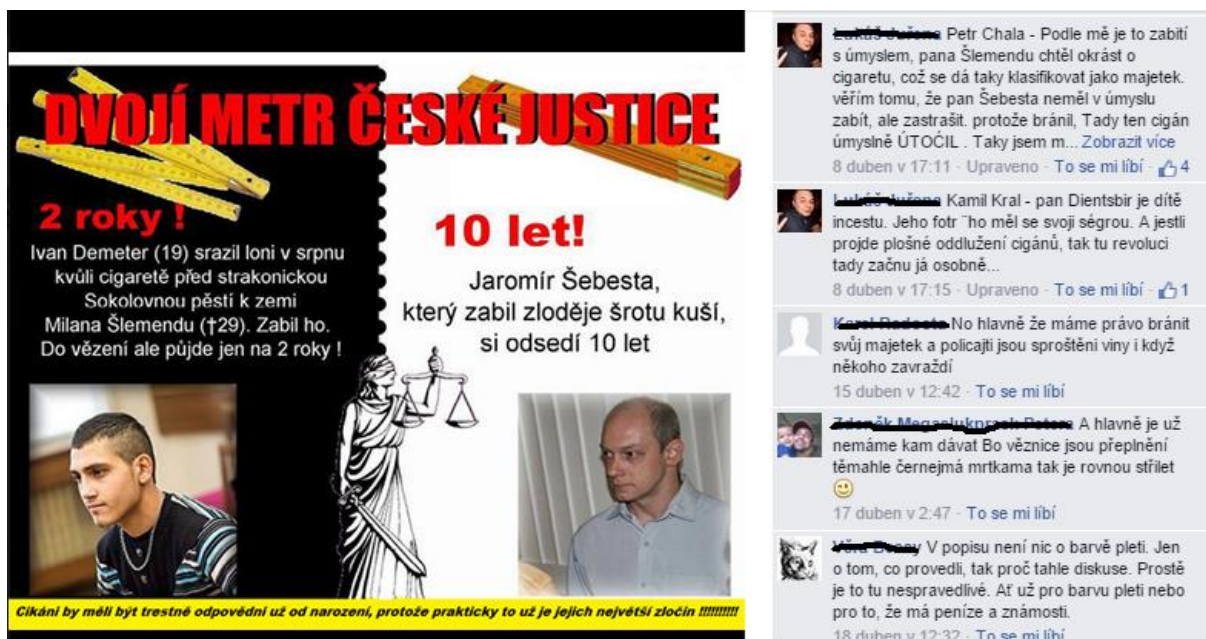 DVOJÍ METR ČESKÉ JUSTICE
2 roky !
Ivan Demeter (19) srazil loni v srpnu
kvůli cigaretě před strakonickou
Sokolovnou pěstí k zemi
Milana Šlemendu (†29). Zabil ho.
Do vězení ale půjde jen na 2 roky !
10 let!
Jaromír Šebesta,
který zabil zloděje šrotu kuší,
si odsedí 10 let
Cikáni by měli být trestně odpovědni už od narození, protože prakticky to už je jejich největší zločin !!!!!!!!!!
Petr Chala - Podle mě je to zabití
s úmyslem, pana Šlemendu chtěl okrást o
cigaretu, což se dá taky klasifikovat jako majetek.
věřím tomu, že pan Šebesta neměl v úmyslu
zabít, ale zastrašit. protože bránil, Tady ten cigán
úmyslně ÚTOČIL . Taky jsem m... Zobrazit více
8 duben v 17:11 · Upraveno · To se mi líbí · 4
Kamil Kral - pan Dientsbir je dítě
incestu. Jeho fotr ¨ho měl se svoji ségrou. A jestli
projde plošné oddlužení cigánů, tak tu revoluci
tady začnu já osobně...
8 duben v 17:15 · Upraveno · To se mi líbí · 1
No hlavně že máme právo bránit
svůj majetek a policajti jsou sproštěni viny i když
někoho zavraždí
15 duben v 12:42 · To se mi líbí
A hlavně je už
nemáme kam dávat Bo věznice jsou přeplnění
těmahle černejmá mrtkama tak je rovnou střilet
17 duben v 2:47 · To se mi líbí
V popisu není nic o barvě pleti. Jen
o tom, co provedli, tak proč tahle diskuse. Prostě
je to tu nespravedlivé. Ať už pro barvu pleti nebo
pro to, že má peníze a známosti.
18 duben v 12:32 · To se mi líbí